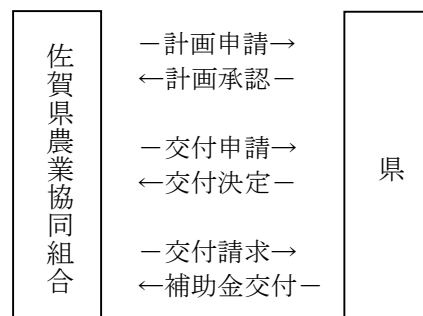 佐賀県農業協同組合
－計画申請→
←計画承認－
－交付申請→
←交付決定－
－交付請求→
←補助金交付－
県